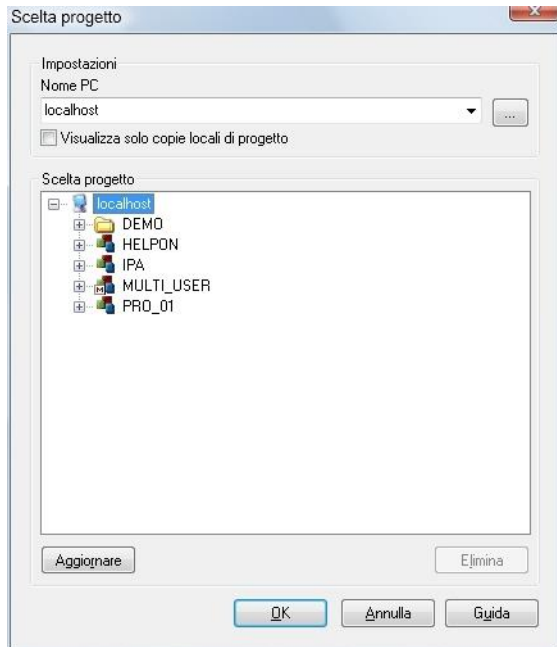 Scelta progetto
Impostazioni
Nome PC
localhost
...
Visualizza solo copie locali di progetto
Scelta progetto
localhost
DEMO
HELPON
IPA
M
MULTI_USER
PRO_01
Aggiornare
Elimina
OK
Annulla
Guida